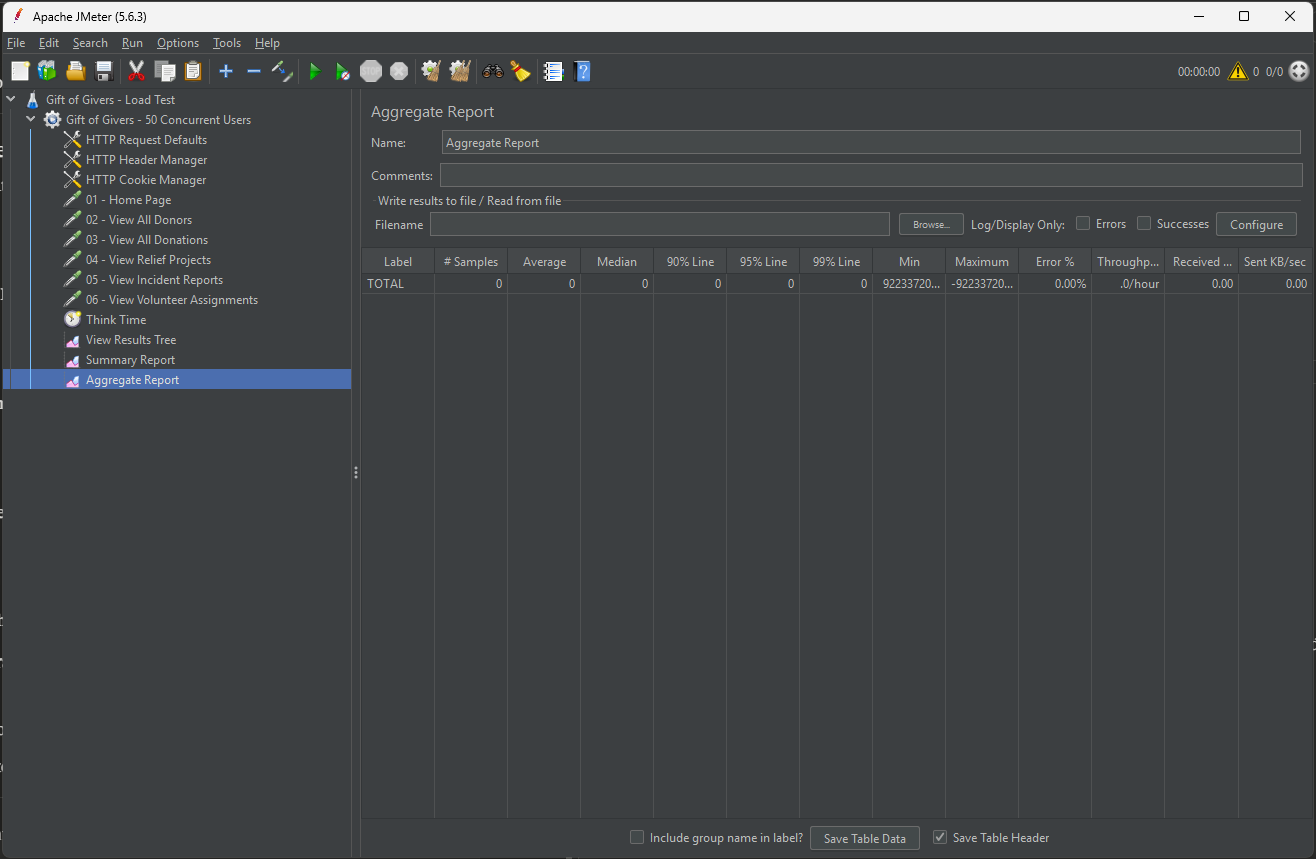 Apache JMeter (5.6.3)
File Edit Search Run Options Tools Help
STOP 00:00:00 0 0/0
Gift of Givers - Load Test
Gift of Givers - 50 Concurrent Users
HTTP Request Defaults
HTTP Header Manager
HTTP Cookie Manager
01 - Home Page
02 - View All Donors
03 - View All Donations
04 - View Relief Projects
05 - View Incident Reports
06 - View Volunteer Assignments
Think Time
View Results Tree
Summary Report
Aggregate Report
Aggregate Report
Name: Aggregate Report
Comments:
Write results to file / Read from file
Filename Browse... Log/Display Only: Errors Successes Configure
Label # Samples Average Median 90% Line 95% Line 99% Line Min Maximum Error % Throughp... Received ... Sent KB/sec
TOTAL 0 0 0 0 0 0 92233720... -92233720... 0.00% .0/hour 0.00 0.00
Include group name in label? Save Table Data Save Table Header